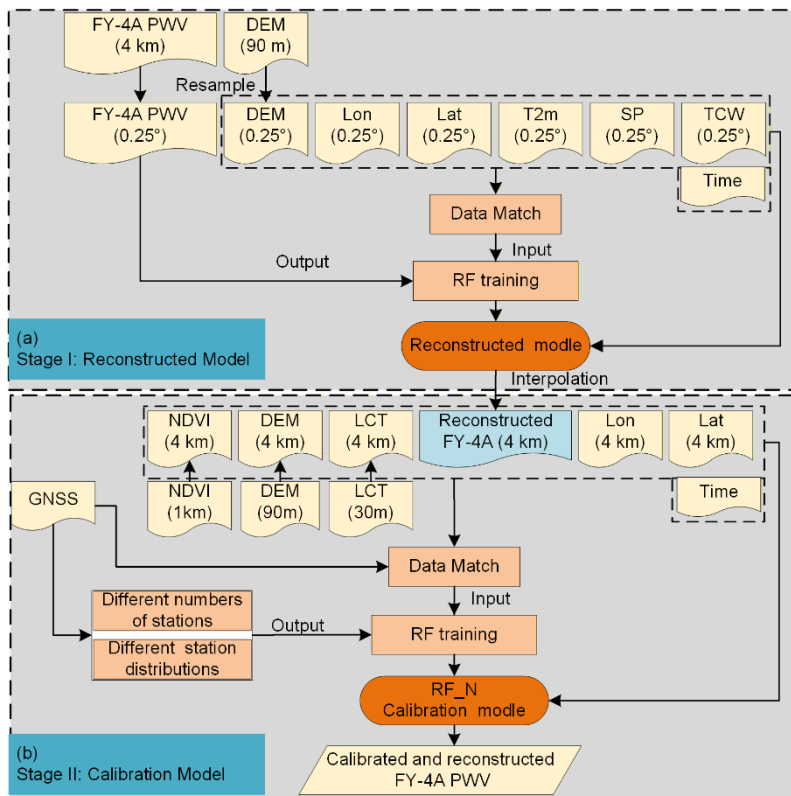 FY-4A PWV
(4 km)
DEM
(90 m)
Resample
FY-4A PWV
(0.25°)
DEM
(0.25°)
Lon
(0.25°)
Lat
(0.25°)
T2m
(0.25°)
SP
(0.25°)
TCW
(0.25°)
Time
Data Match
Input
Output
RF training
Reconstructed modle
(a)
Stage I: Reconstructed Model
Interpolation
NDVI
(4 km)
DEM
(4 km)
LCT
(4 km)
Reconstructed
FY-4A (4 km)
Lon
(4 km)
Lat
(4 km)
GNSS
NDVI
(1km)
DEM
(90m)
LCT
(30m)
Time
Data Match
Input
Different numbers
of stations
Different station
distributions
Output
RF training
RF_N
Calibration modle
(b)
Stage II: Calibration Model
Calibrated and reconstructed
FY-4A PWV